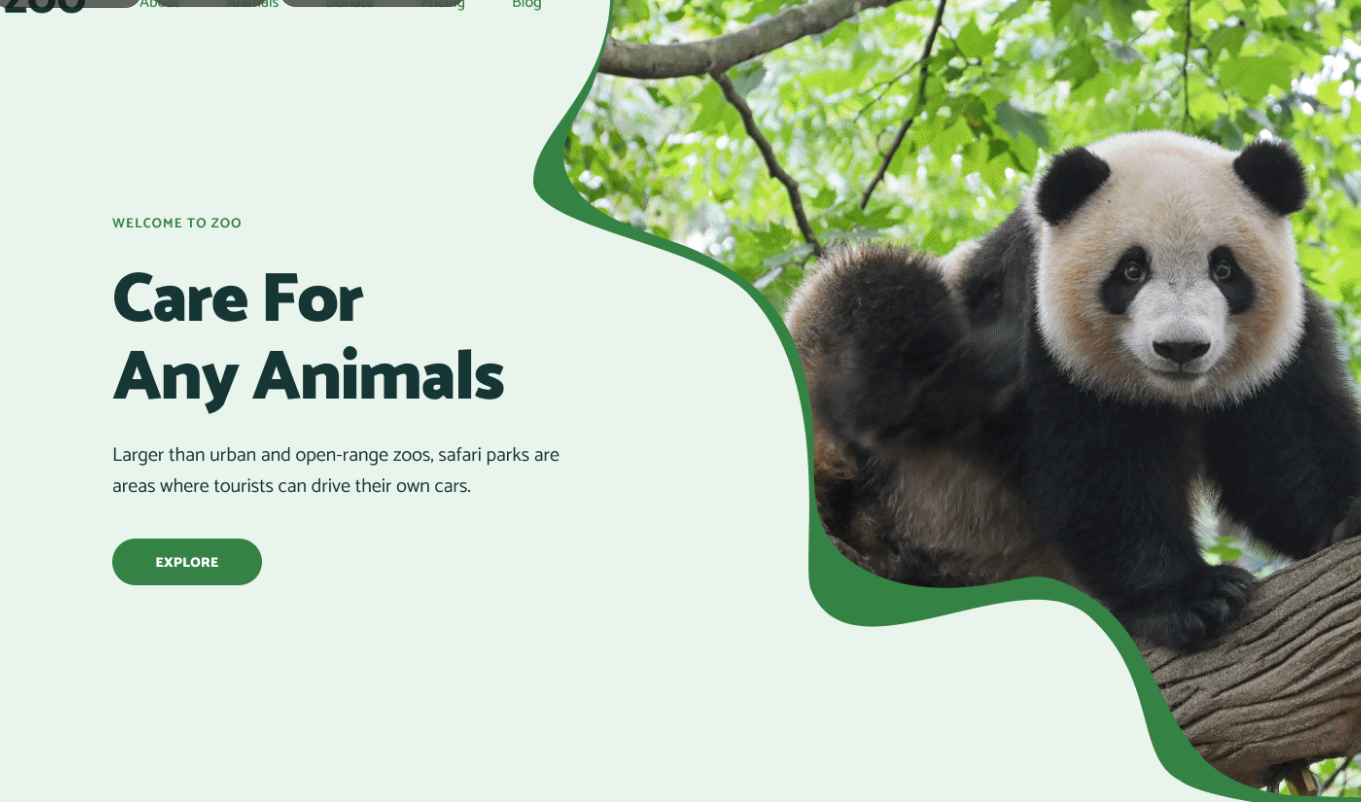 ZOO
About Animals Donate Pricing Blog
WELCOME TO ZOO
Care For
Any Animals
Larger than urban and open-range zoos, safari parks are
areas where tourists can drive their own cars.
EXPLORE